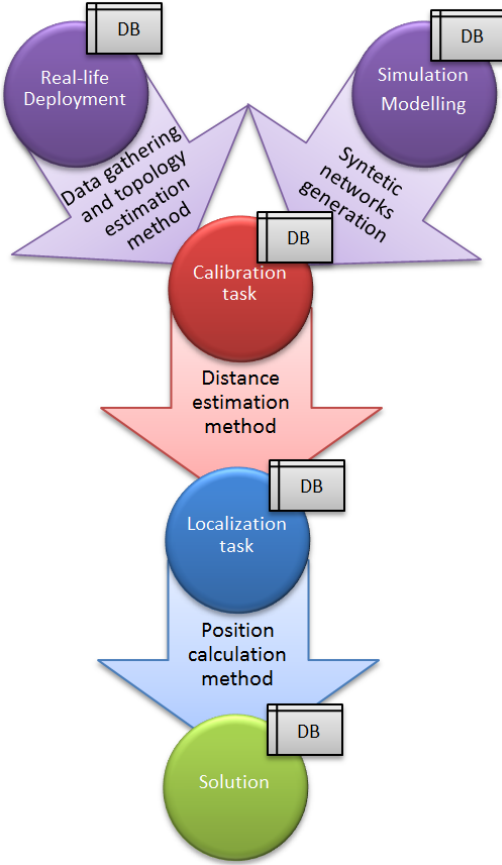 DB
Real-life
Deployment
DB
Simulation
Modelling
Data gathering
and topology
estimation
method
Syntetic
networks
generation
DB
Calibration
task
Distance
estimation
method
DB
Localization
task
Position
calculation
method
DB
Solution